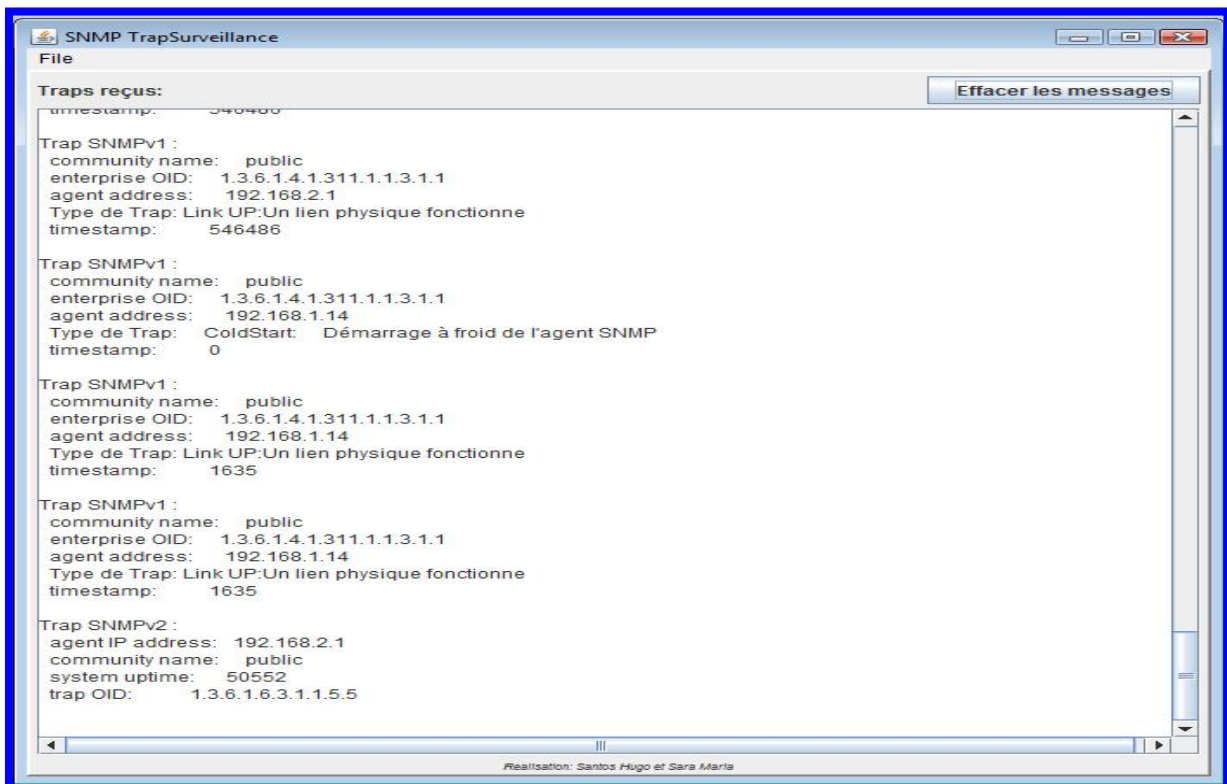 SNMP TrapSurveillance
File
Traps reçus:
Effacer les messages
timestamp: 546486
Trap SNMPv1 :
community name: public
enterprise OID: 1.3.6.1.4.1.311.1.1.3.1.1
agent address: 192.168.2.1
Type de Trap: Link UP:Un lien physique fonctionne
timestamp: 546486
Trap SNMPv1 :
community name: public
enterprise OID: 1.3.6.1.4.1.311.1.1.3.1.1
agent address: 192.168.1.14
Type de Trap: ColdStart: Démarrage à froid de l'agent SNMP
timestamp: 0
Trap SNMPv1 :
community name: public
enterprise OID: 1.3.6.1.4.1.311.1.1.3.1.1
agent address: 192.168.1.14
Type de Trap: Link UP:Un lien physique fonctionne
timestamp: 1635
Trap SNMPv1 :
community name: public
enterprise OID: 1.3.6.1.4.1.311.1.1.3.1.1
agent address: 192.168.1.14
Type de Trap: Link UP:Un lien physique fonctionne
timestamp: 1635
Trap SNMPv2 :
agent IP address: 192.168.2.1
community name: public
system uptime: 50552
trap OID: 1.3.6.1.6.3.1.1.5.5
Realisation: Santos Hugo et Sara Maria